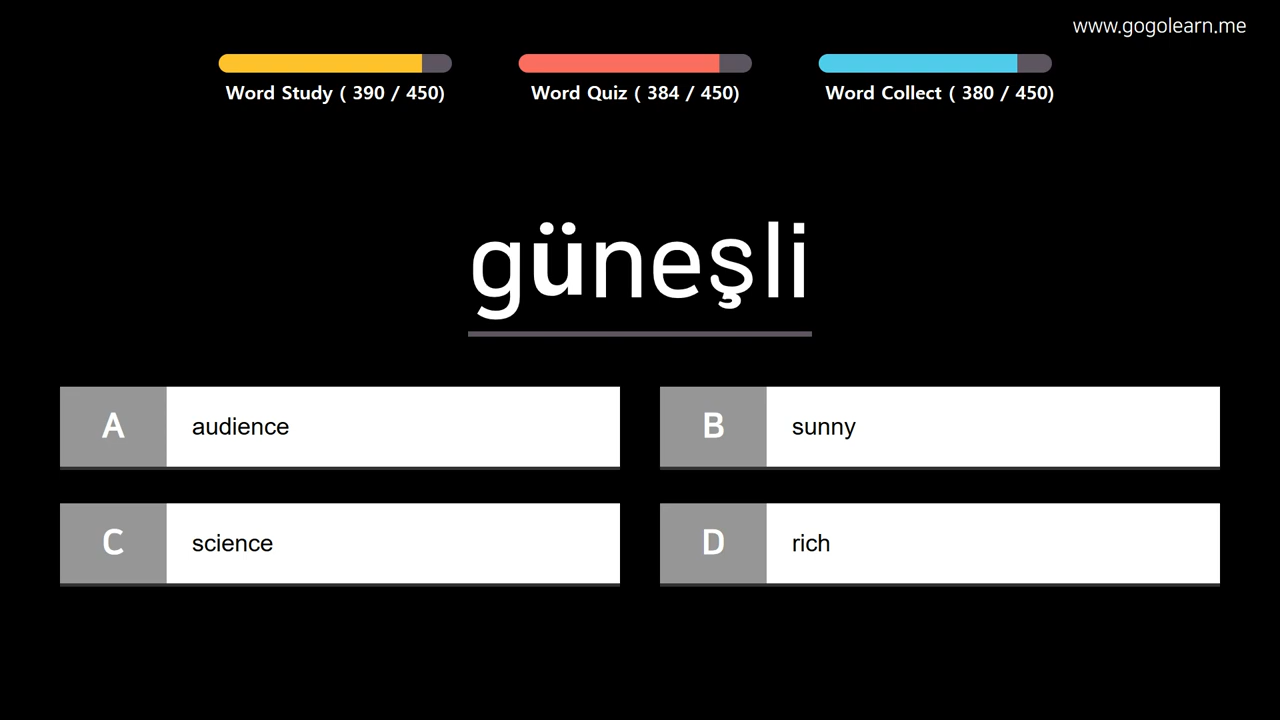 www.gogolearn.me
Word Study ( 390 / 450)
Word Quiz ( 384 / 450)
Word Collect ( 380 / 450)
güneşli
A audience
B sunny
C science
D rich